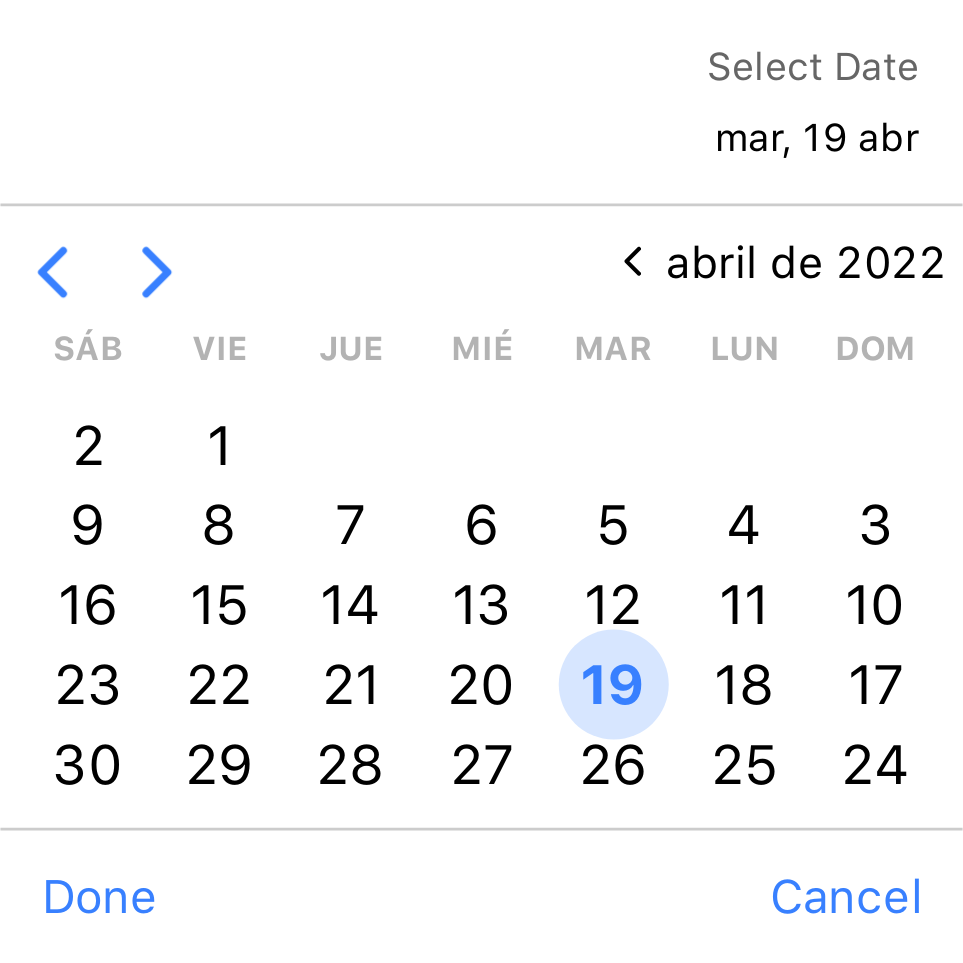 Select Date
mar, 19 abr
abril de 2022
SÁB VIE JUE MIÉ MAR LUN DOM
2 1
9 8 7 6 5 4 3
16 15 14 13 12 11 10
23 22 21 20 19 18 17
30 29 28 27 26 25 24
Done Cancel